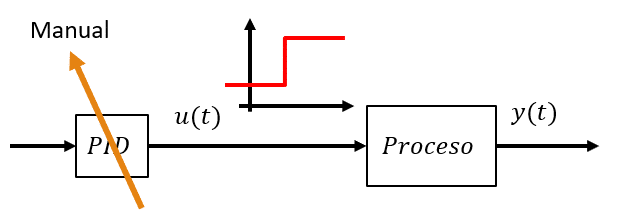 Manual
PID
u(t)
Proceso
y(t)